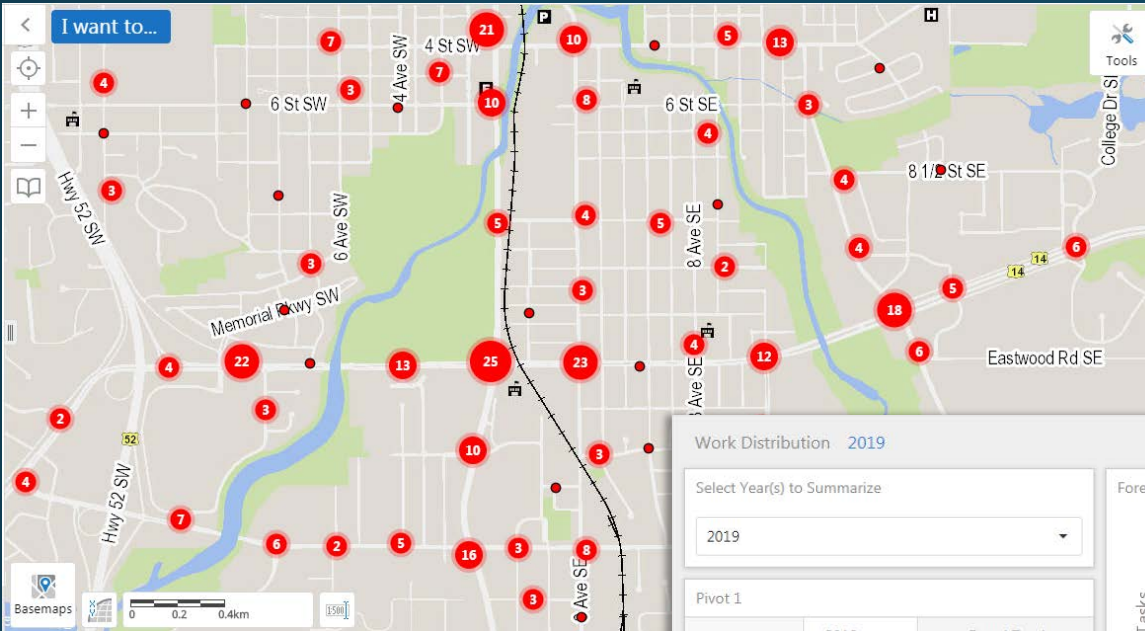 I want to...
Tools
21
7
4 St SW
10
5
13
P
H
4
7
3
4 Ave SW
6 St SW
10
8
6 St SE
3
College Dr S
4
3
4
8 1/2 St SE
Hwy 52 SW
6 Ave SW
5
4
5
8 Ave SE
4
6
3
2
14
14
3
5
Memorial Pkwy SW
18
4
22
13
25
23
4
12
6
Eastwood Rd SE
2
3
Ave SE
52
10
3
4
Hwy 52 SW
7
6
2
5
16
3
8
3
Ave SE
Basemaps
X,Y
0 0.2 0.4km
1500
Work Distribution 2019
Select Year(s) to Summarize
2019
Pivot 1
Fore
Tasks